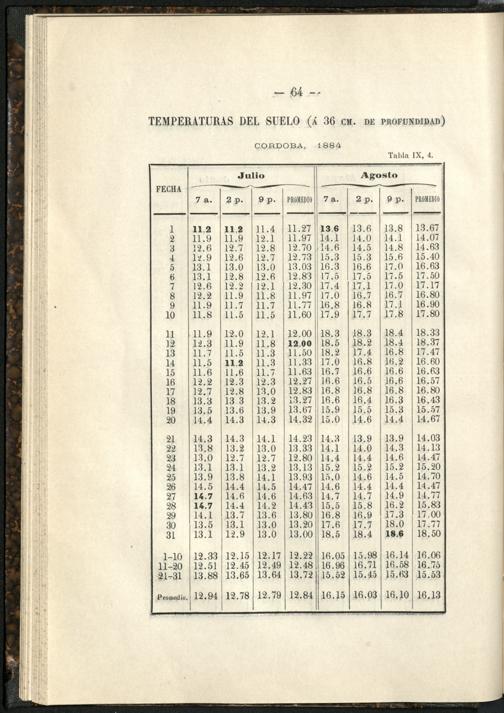 — 64 —
TEMPERATURAS DEL SUELO (Á 36 CM. DE PROFUNDIDAD)
CORDOBA, 1884
Tabla IX, 4.
FECHA Julio Agosto
7 a. 2 p. 9 p. PROMEDIO 7 a. 2 p. 9 p. PROMEDIO
1 11.2 11.2 11.4 11.27 13.6 13.6 13.8 13.67
2 11.9 11.9 12.1 11.97 14.1 14.0 14.1 14.07
3 12.6 12.7 12.8 12.70 14.6 14.5 14.8 14.63
4 12.9 12.6 12.7 12.73 15.3 15.3 15.6 15.40
5 13.1 13.0 13.0 13.03 16.3 16.6 17.0 16.63
6 13.1 12.8 12.6 12.83 17.5 17.5 17.5 17.50
7 12.6 12.2 12.1 12.30 17.4 17.1 17.0 17.17
8 12.2 11.9 11.8 11.97 17.0 16.7 16.7 16.80
9 11.9 11.7 11.7 11.77 16.8 16.8 17.1 16.90
10 11.8 11.5 11.5 11.60 17.9 17.7 17.8 17.80
11 11.9 12.0 12.1 12.00 18.3 18.3 18.4 18.33
12 12.3 11.9 11.8 12.00 18.5 18.2 18.4 18.37
13 11.7 11.5 11.3 11.50 18.2 17.4 16.8 17.47
14 11.5 11.2 11.3 11.33 17.0 16.8 16.2 16.60
15 11.6 11.6 11.7 11.63 16.7 16.6 16.6 16.63
16 12.2 12.3 12.3 12.27 16.6 16.5 16.6 16.57
17 12.7 12.8 13.0 12.83 16.8 16.8 16.8 16.80
18 13.3 13.3 13.2 13.27 16.6 16.4 16.3 16.43
19 13.5 13.6 13.9 13.67 15.9 15.5 15.3 15.57
20 14.4 14.3 14.3 14.32 15.0 14.6 14.4 14.67
21 14.3 14.3 14.1 14.23 14.3 13.9 13.9 14.03
22 13.8 13.2 13.0 13.33 14.1 14.0 14.3 14.13
23 13.0 12.7 12.7 12.80 14.4 14.4 14.6 14.47
24 13.1 13.1 13.2 13.13 15.2 15.2 15.2 15.20
25 13.9 13.8 14.1 13.93 15.0 14.6 14.5 14.70
26 14.5 14.4 14.5 14.47 14.6 14.4 14.4 14.47
27 14.7 14.6 14.6 14.63 14.7 14.7 14.9 14.77
28 14.7 14.4 14.2 14.43 15.5 15.8 16.2 15.83
29 14.1 13.7 13.6 13.80 16.8 16.9 17.3 17.00
30 13.5 13.1 13.0 13.20 17.6 17.7 18.0 17.77
31 13.1 12.9 13.0 13.00 18.5 18.4 18.6 18.50
1-10 12.33 12.15 12.17 12.22 16.05 15.98 16.14 16.06
11-20 12.51 12.45 12.49 12.48 16.96 16.71 16.58 16.75
21-31 13.88 13.65 13.64 13.72 15.52 15.45 15.63 15.53
Promedio. 12.94 12.78 12.79 12.84 16.15 16.03 16.10 16.13